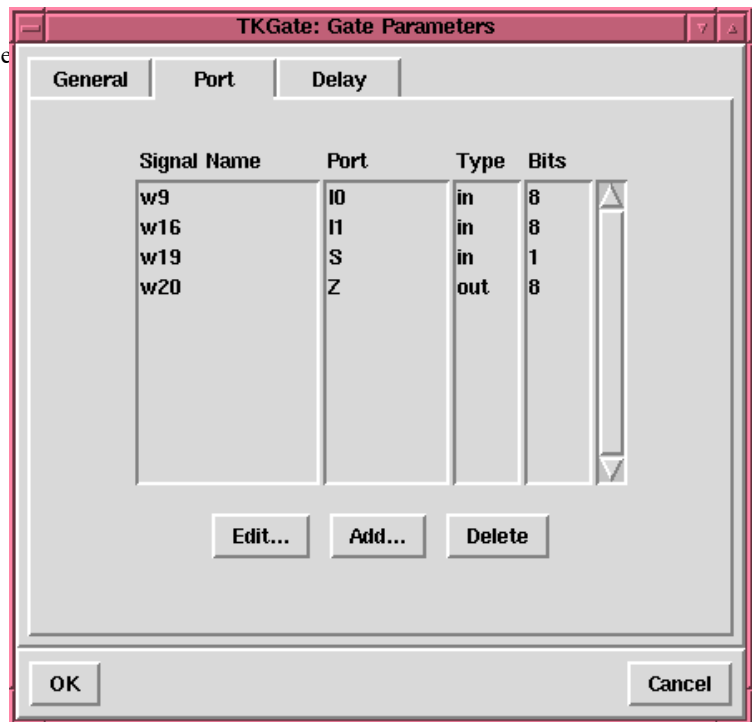 TKGate: Gate Parameters
e
General Port Delay
Signal Name Port Type Bits
w9 I0 in 8
w16 I1 in 8
w19 S in 1
w20 Z out 8
Edit... Add... Delete
OK Cancel